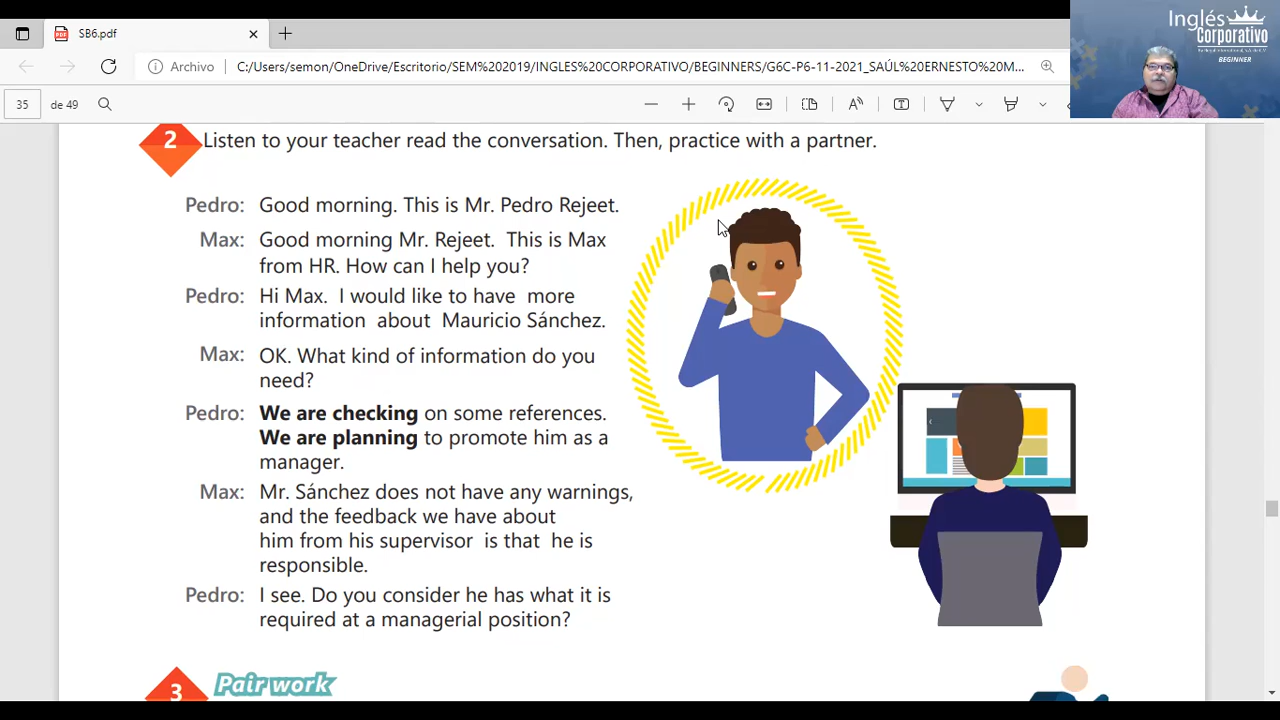 SB6.pdf
Archivo
C:/Users/semon/OneDrive/Escritorio/SEM%202019/INGLES%20CORPORATIVO/BEGINNERS/G6C-P6-11-2021_SAÚL%20ERNESTO%20M...
35
de 49
Inglés
Corporativo
BEGINNER
2
Listen to your teacher read the conversation. Then, practice with a partner.
Pedro: Good morning. This is Mr. Pedro Rejeet.
Max: Good morning Mr. Rejeet. This is Max
from HR. How can I help you?
Pedro: Hi Max. I would like to have more
information about Mauricio Sánchez.
Max: OK. What kind of information do you
need?
Pedro: We are checking on some references.
We are planning to promote him as a
manager.
Max: Mr. Sánchez does not have any warnings,
and the feedback we have about
him from his supervisor is that he is
responsible.
Pedro: I see. Do you consider he has what it is
required at a managerial position?
3
Pair work